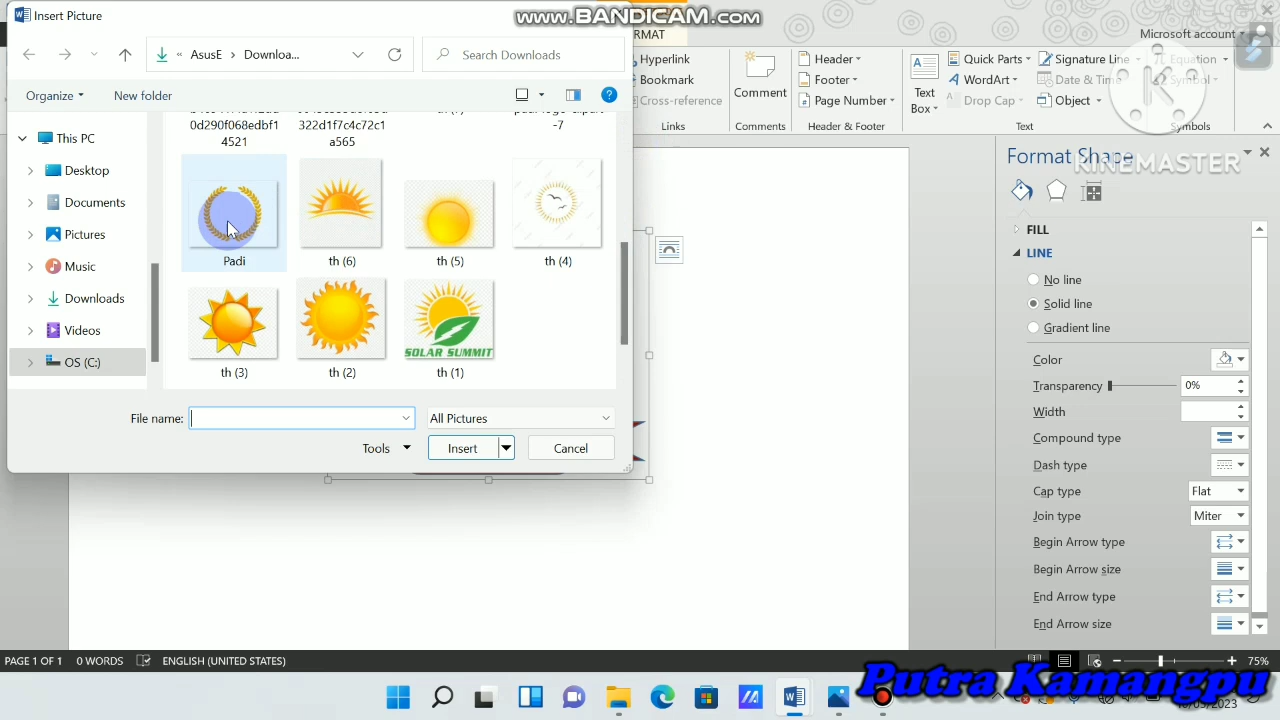 Insert Picture
www.BANDICAM.com
RMAT
Microsoft account
« AsusE > Downloa...
Search Downloads
Hyperlink
Bookmark
Cross-reference
Comment
Header
Footer
Page Number
Text Box
Quick Parts
WordArt
Drop Cap
Signature Line
Date & Time
Object
Equation
Symbol
Links
Comments
Header & Footer
Text
Symbols
KINEMASTER
Organize
New folder
This PC
Desktop
Documents
Pictures
Music
Downloads
Videos
OS (C:)
0d290f068edbf1
4521
322d1f7c4c72c1
a565
-7
Padi
th (6)
th (5)
th (4)
SOLAR SUMMIT
th (3)
th (2)
th (1)
File name:
All Pictures
Tools
Insert
Cancel
Format Shape
FILL
LINE
No line
Solid line
Gradient line
Color
Transparency
0%
Width
Compound type
Dash type
Cap type
Flat
Join type
Miter
Begin Arrow type
Begin Arrow size
End Arrow type
End Arrow size
PAGE 1 OF 1
0 WORDS
ENGLISH (UNITED STATES)
75%
Putra Kamangpu